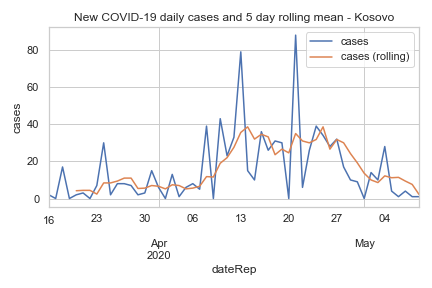 New COVID-19 daily cases and 5 day rolling mean - Kosovo
cases
cases (rolling)
80
60
40
20
0
cases
16 23 30 06 13 20 27 04
Apr May
2020
dateRep